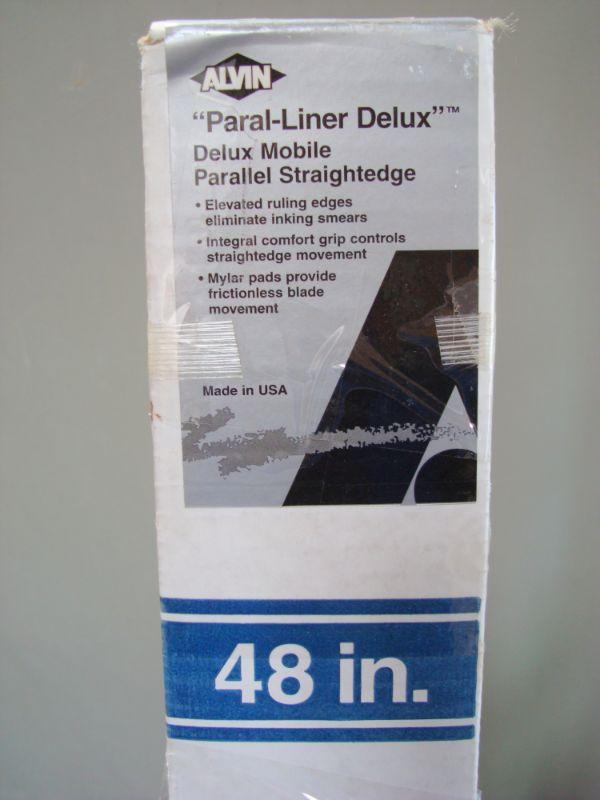 ALVIN
"Paral-Liner Delux"™
Delux Mobile
Parallel Straightedge
• Elevated ruling edges
eliminate inking smears
• Integral comfort grip controls
straightedge movement
• Mylar pads provide
frictionless blade
movement
Made in USA
48 in.